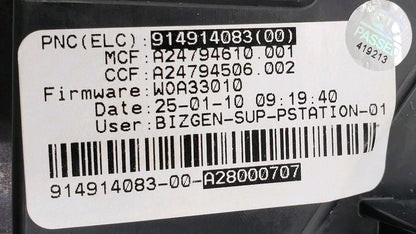 PNC(ELC):914914083(00)
MCF:A24794610.001
CCF:A24794506.002
Firmware:W0A33010
Date:25-01-10 09:19:40
User:BIZGEN-SUP-PSTATION-01
914914083-00-A28000707
PASSED
419213